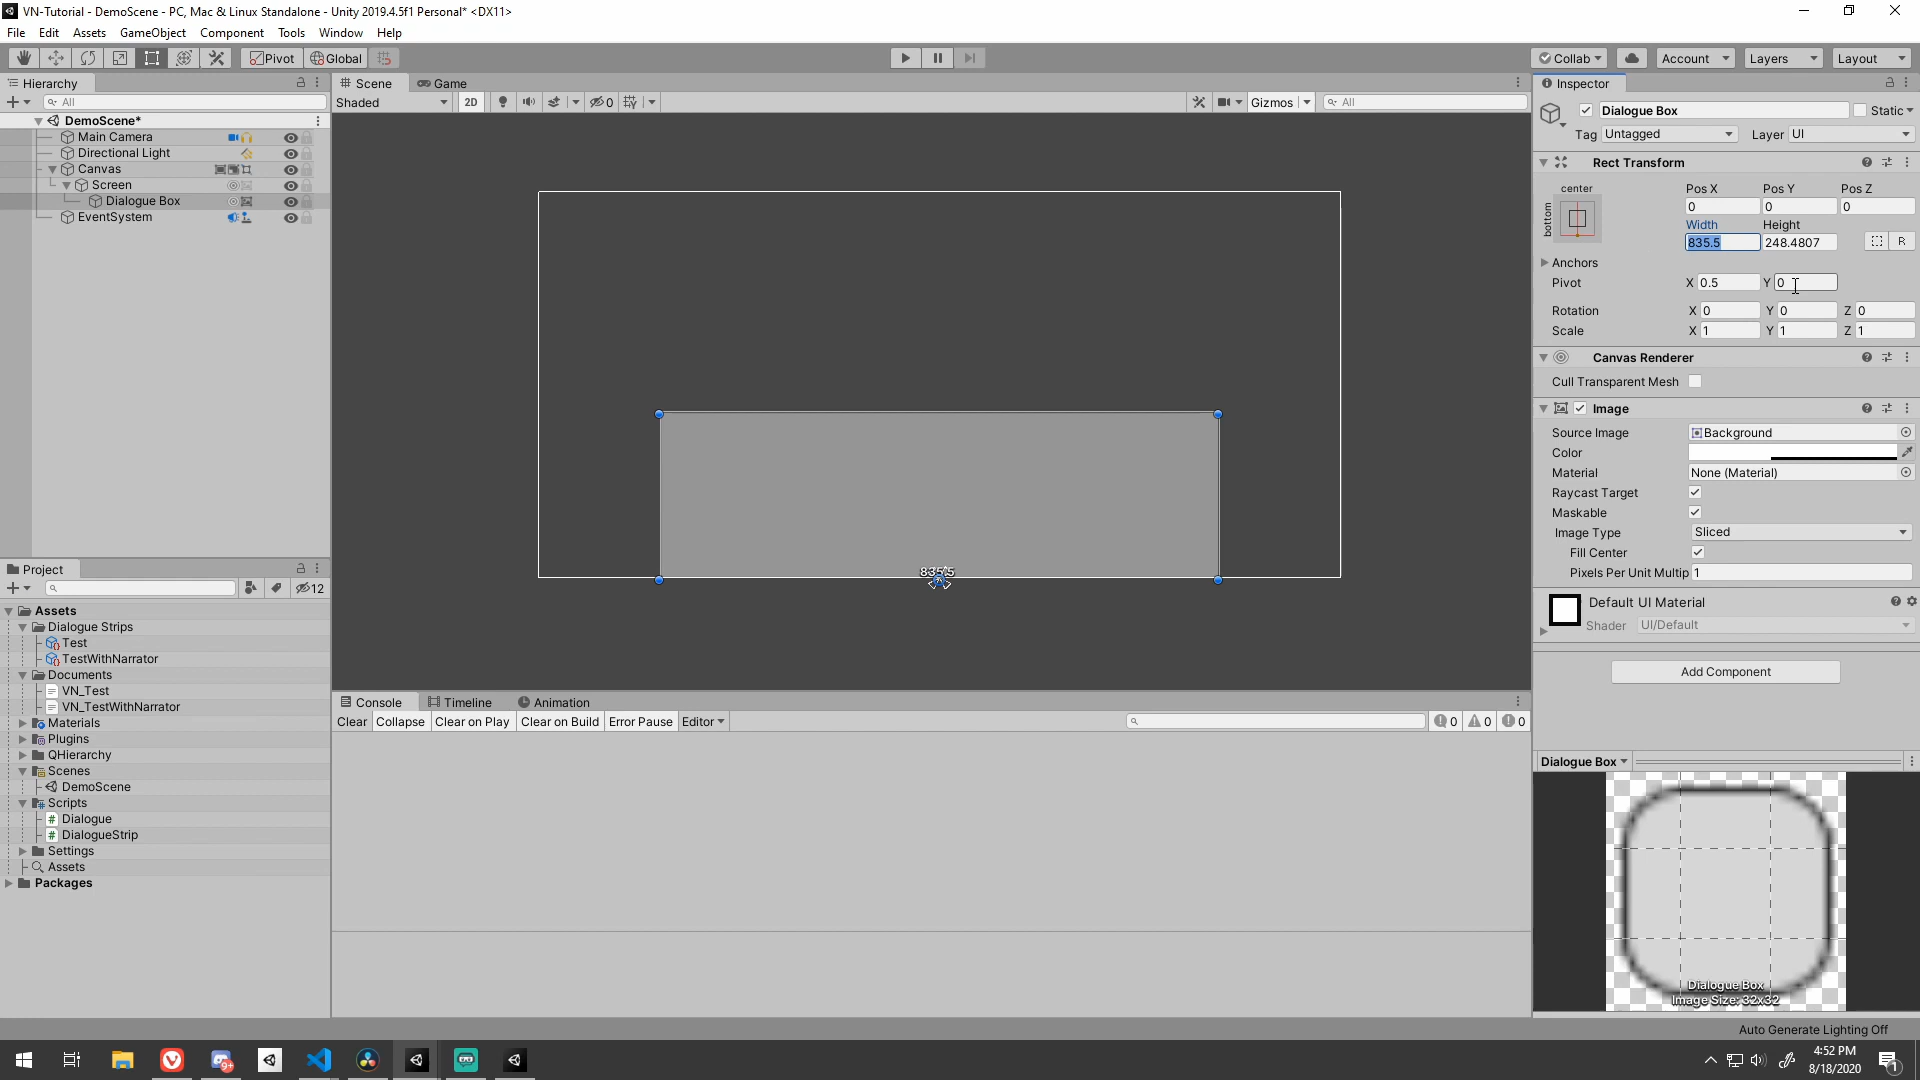 VN-Tutorial - DemoScene - PC, Mac & Linux Standalone - Unity 2019.4.5f1 Personal* <DX11>
File Edit Assets GameObject Component Tools Window Help
Pivot Global Collab Account Layers Layout
Hierarchy
All
DemoScene*
Main Camera
Directional Light
Canvas
Screen
Dialogue Box
EventSystem
Scene Game
Shaded 2D 0 Gizmos All
835.5
Project
12
Assets
Dialogue Strips
Test
TestWithNarrator
Documents
VN_Test
VN_TestWithNarrator
Materials
Plugins
QHierarchy
Scenes
DemoScene
Scripts
Dialogue
DialogueStrip
Settings
Assets
Packages
Console Timeline Animation
Clear Collapse Clear on Play Clear on Build Error Pause Editor 0 0 0
Inspector
Dialogue Box Static
Tag Untagged Layer UI
Rect Transform
center Pos X Pos Y Pos Z
bottom 0 0 0
Width Height
835.5 248.4807 R
Anchors
Pivot X 0.5 Y 0
Rotation X 0 Y 0 Z 0
Scale X 1 Y 1 Z 1
Canvas Renderer
Cull Transparent Mesh
Image
Source Image Background
Color
Material None (Material)
Raycast Target
Maskable
Image Type Sliced
Fill Center
Pixels Per Unit Multip 1
Default UI Material
Shader UI/Default
Add Component
Dialogue Box
Dialogue Box
Image Size: 32x32
Auto Generate Lighting Off
9+
4:52 PM
8/18/2020
1